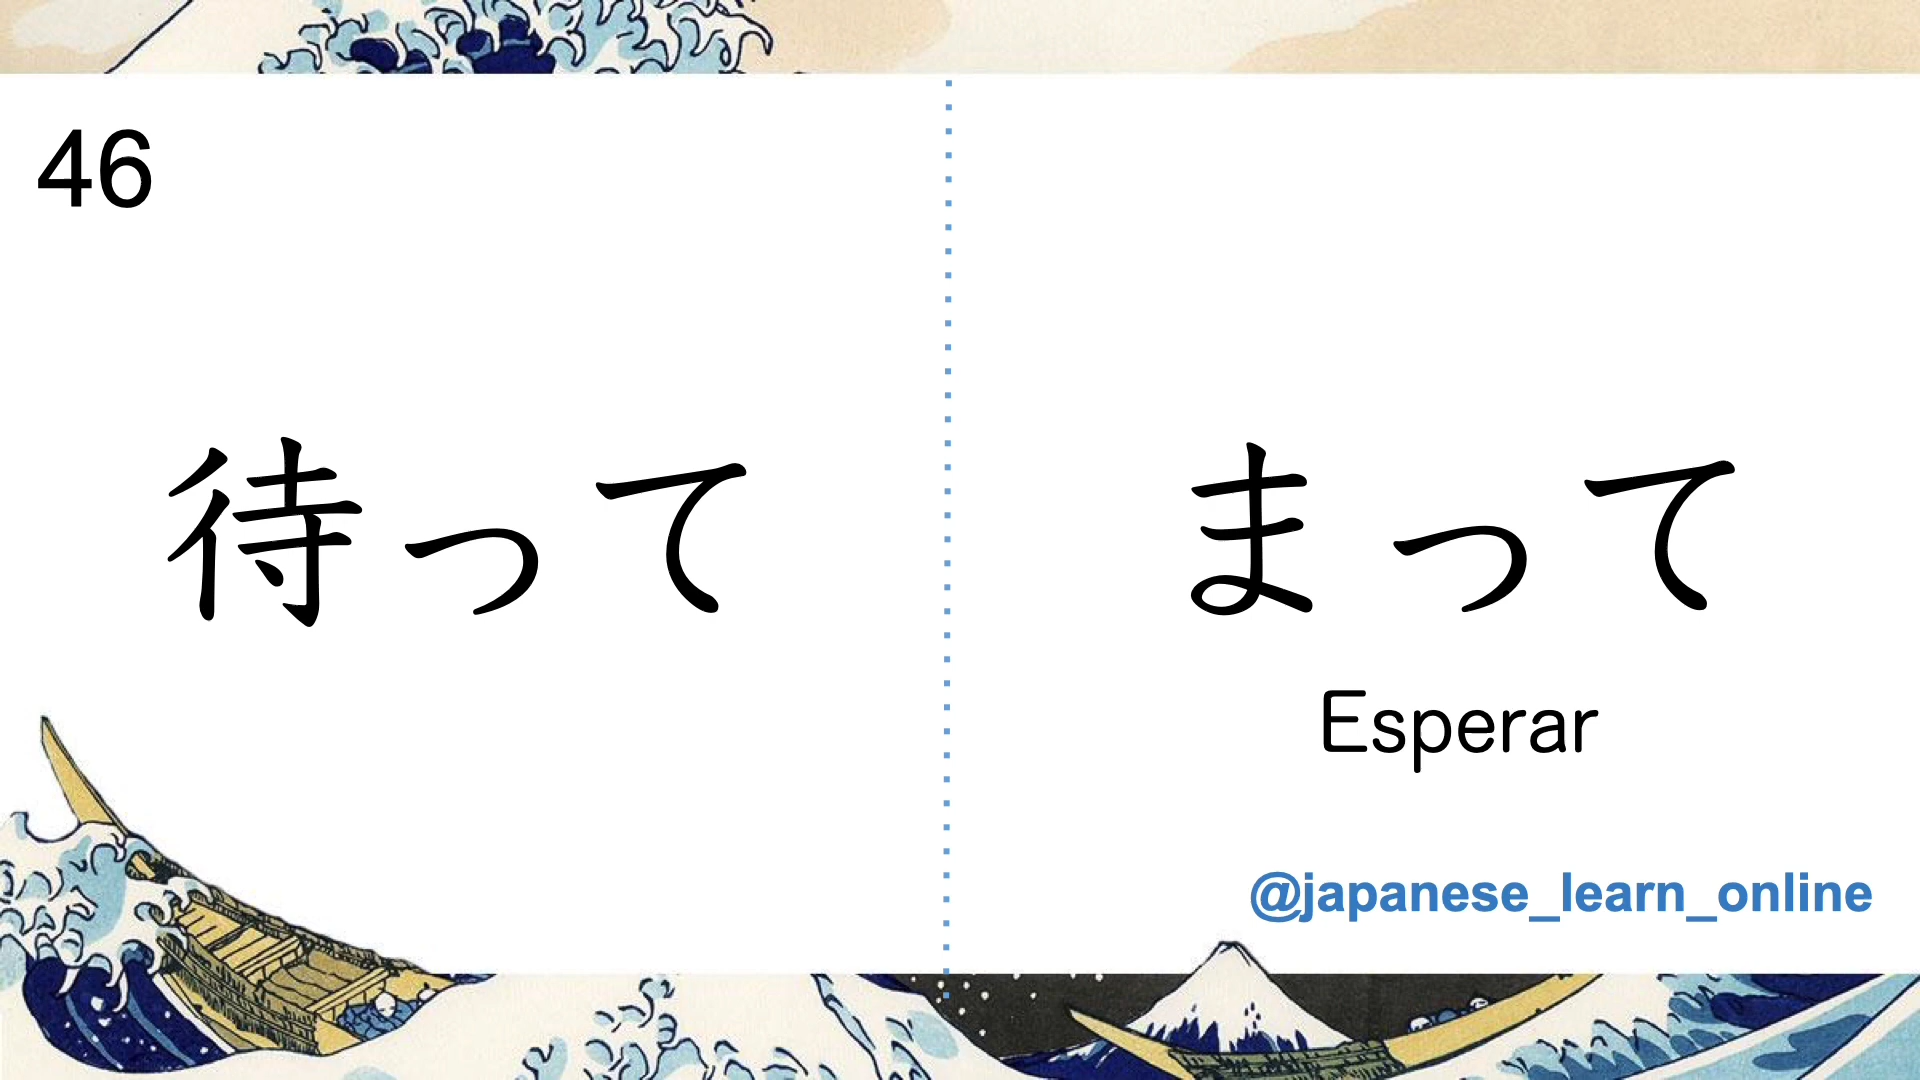 46
待って
まって
Esperar
@japanese_learn_online